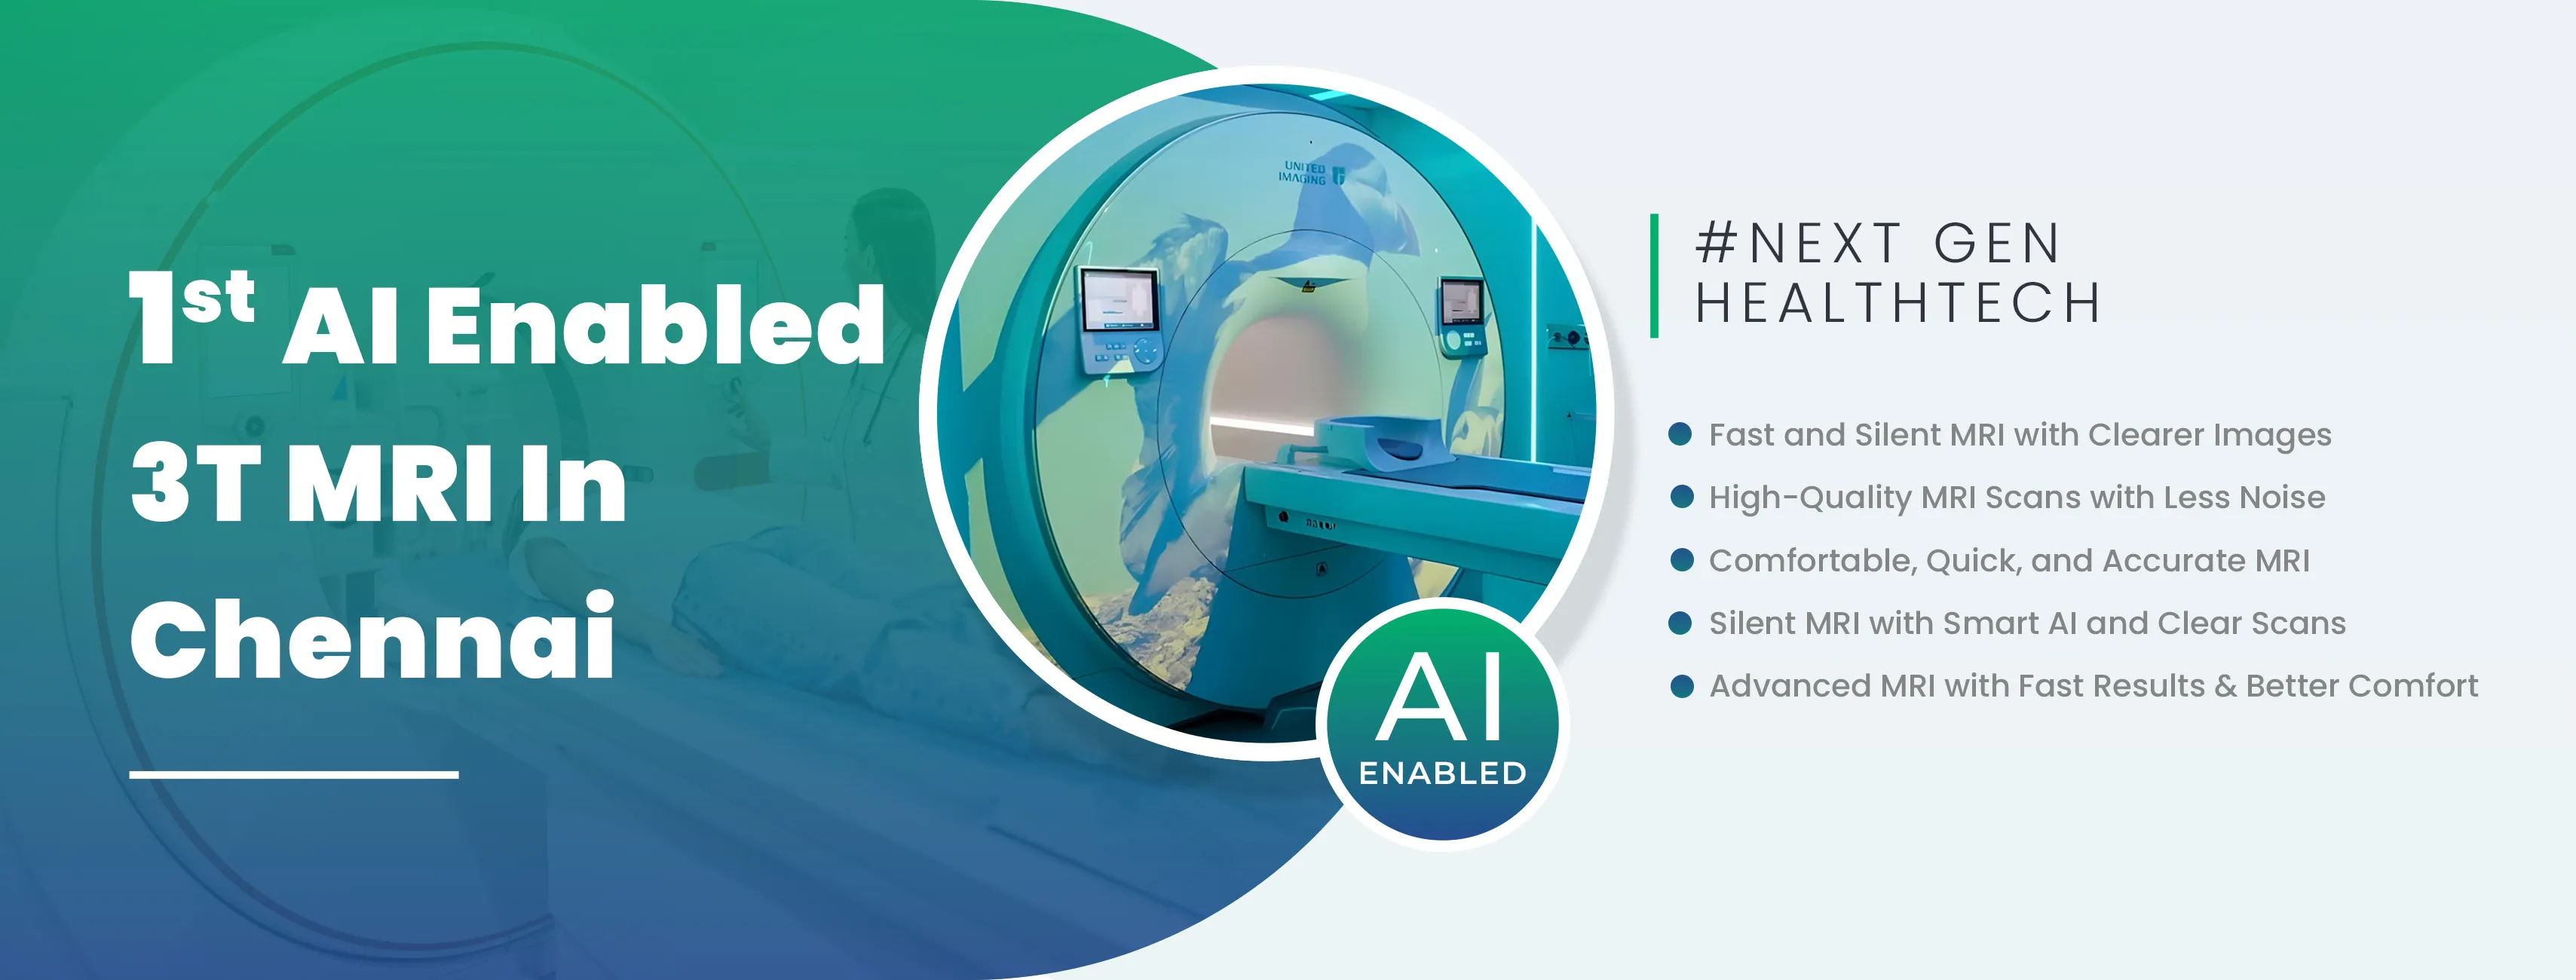 1st AI Enabled
3T MRI In
Chennai
UNITED
IMAGING
AI
ENABLED
#NEXT GEN
HEALTHTECH
Fast and Silent MRI with Clearer Images
High-Quality MRI Scans with Less Noise
Comfortable, Quick, and Accurate MRI
Silent MRI with Smart AI and Clear Scans
Advanced MRI with Fast Results & Better Comfort